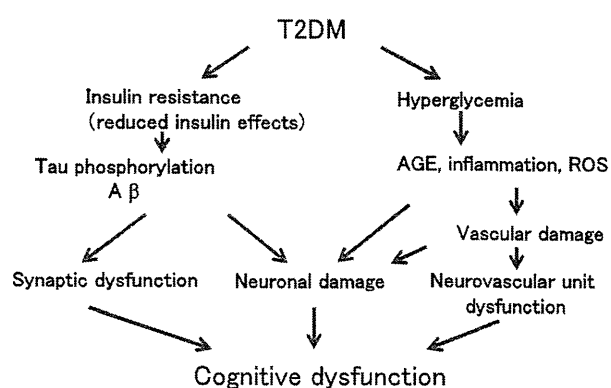 T2DM
Insulin resistance
(reduced insulin effects)
Hyperglycemia
Tau phosphorylation
A β
AGE, inflammation, ROS
Vascular damage
Synaptic dysfunction
Neuronal damage
Neurovascular unit
dysfunction
Cognitive dysfunction